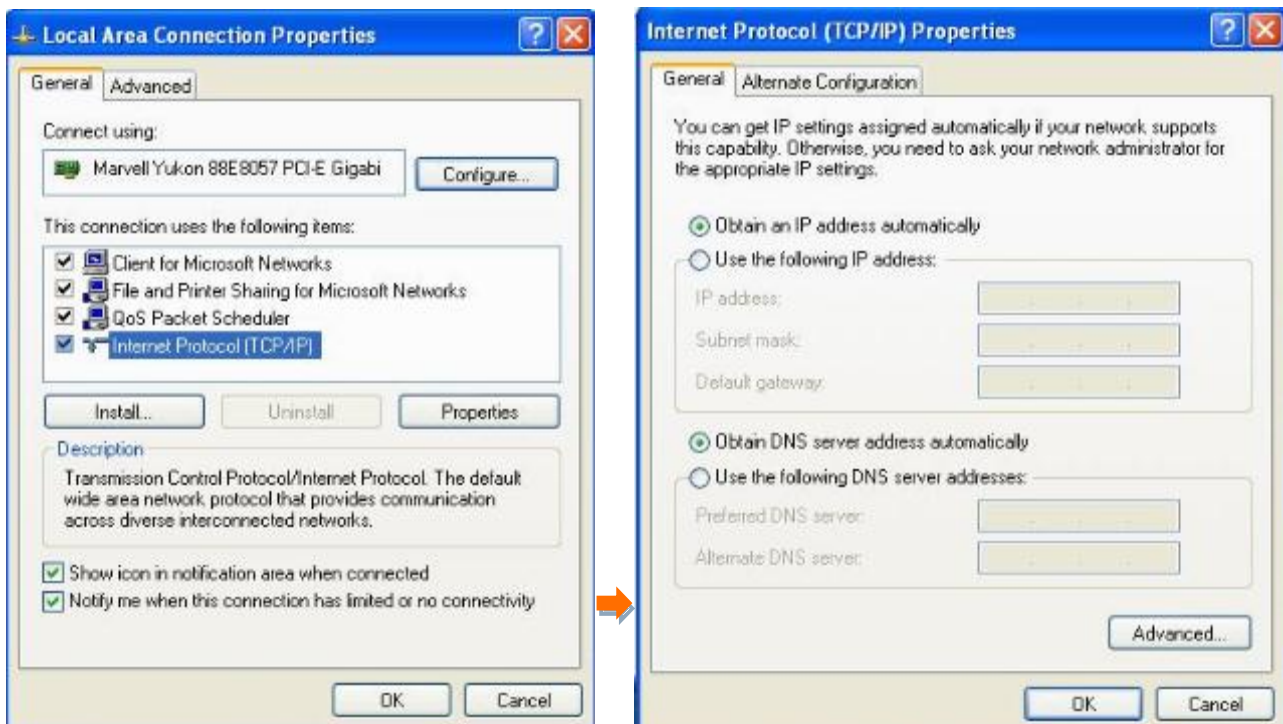 Local Area Connection Properties
General
Advanced
Connect using:
Marvell Yukon 88E8057 PCI-E Gigabi
Configure...
This connection uses the following items:
Client for Microsoft Networks
File and Printer Sharing for Microsoft Networks
QoS Packet Scheduler
Internet Protocol (TCP/IP)
Install...
Uninstall
Properties
Description
Transmission Control Protocol/Internet Protocol. The default
wide area network protocol that provides communication
across diverse interconnected networks.
Show icon in notification area when connected
Notify me when this connection has limited or no connectivity
OK
Cancel
Internet Protocol (TCP/IP) Properties
General
Alternate Configuration
You can get IP settings assigned automatically if your network supports
this capability. Otherwise, you need to ask your network administrator for
the appropriate IP settings.
Obtain an IP address automatically
Use the following IP address:
IP address:
Subnet mask:
Default gateway:
Obtain DNS server address automatically
Use the following DNS server addresses:
Preferred DNS server:
Alternate DNS server:
Advanced...
OK
Cancel